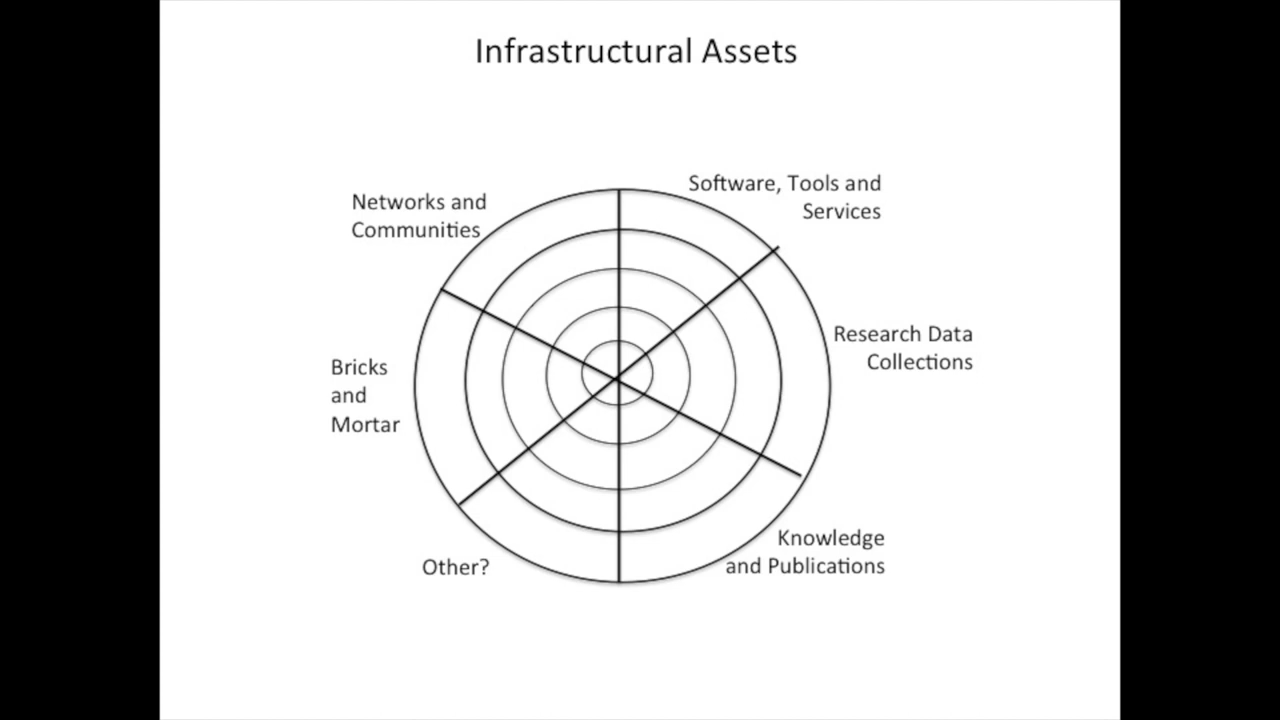 Infrastructural Assets
Software, Tools and
Services
Networks and
Communities
Research Data
Collections
Bricks
and
Mortar
Knowledge
and Publications
Other?